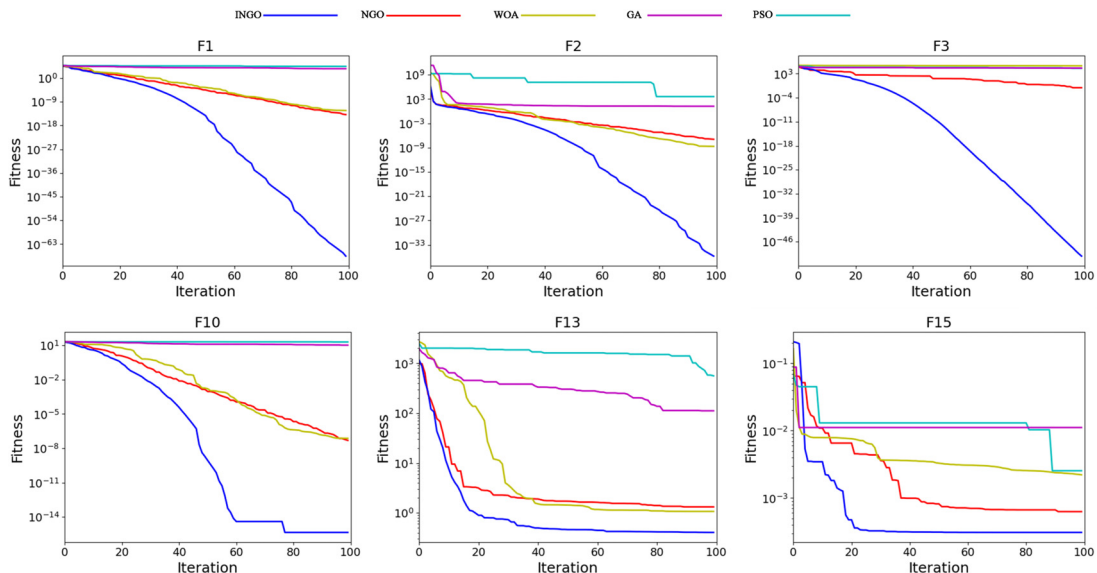 INGO NGO WOA GA PSO
F1 F2 F3
Fitness
10^0
10^-9
10^-18
10^-27
10^-36
10^-45
10^-54
10^-63
0 20 40 60 80 100
Iteration
Fitness
10^9
10^3
10^-3
10^-9
10^-15
10^-21
10^-27
10^-33
0 20 40 60 80 100
Iteration
Fitness
10^3
10^-4
10^-11
10^-18
10^-25
10^-32
10^-39
10^-46
0 20 40 60 80 100
Iteration
F10 F13 F15
Fitness
10^1
10^-2
10^-5
10^-8
10^-11
10^-14
0 20 40 60 80 100
Iteration
Fitness
10^3
10^2
10^1
10^0
0 20 40 60 80 100
Iteration
Fitness
10^-1
10^-2
10^-3
0 20 40 60 80 100
Iteration